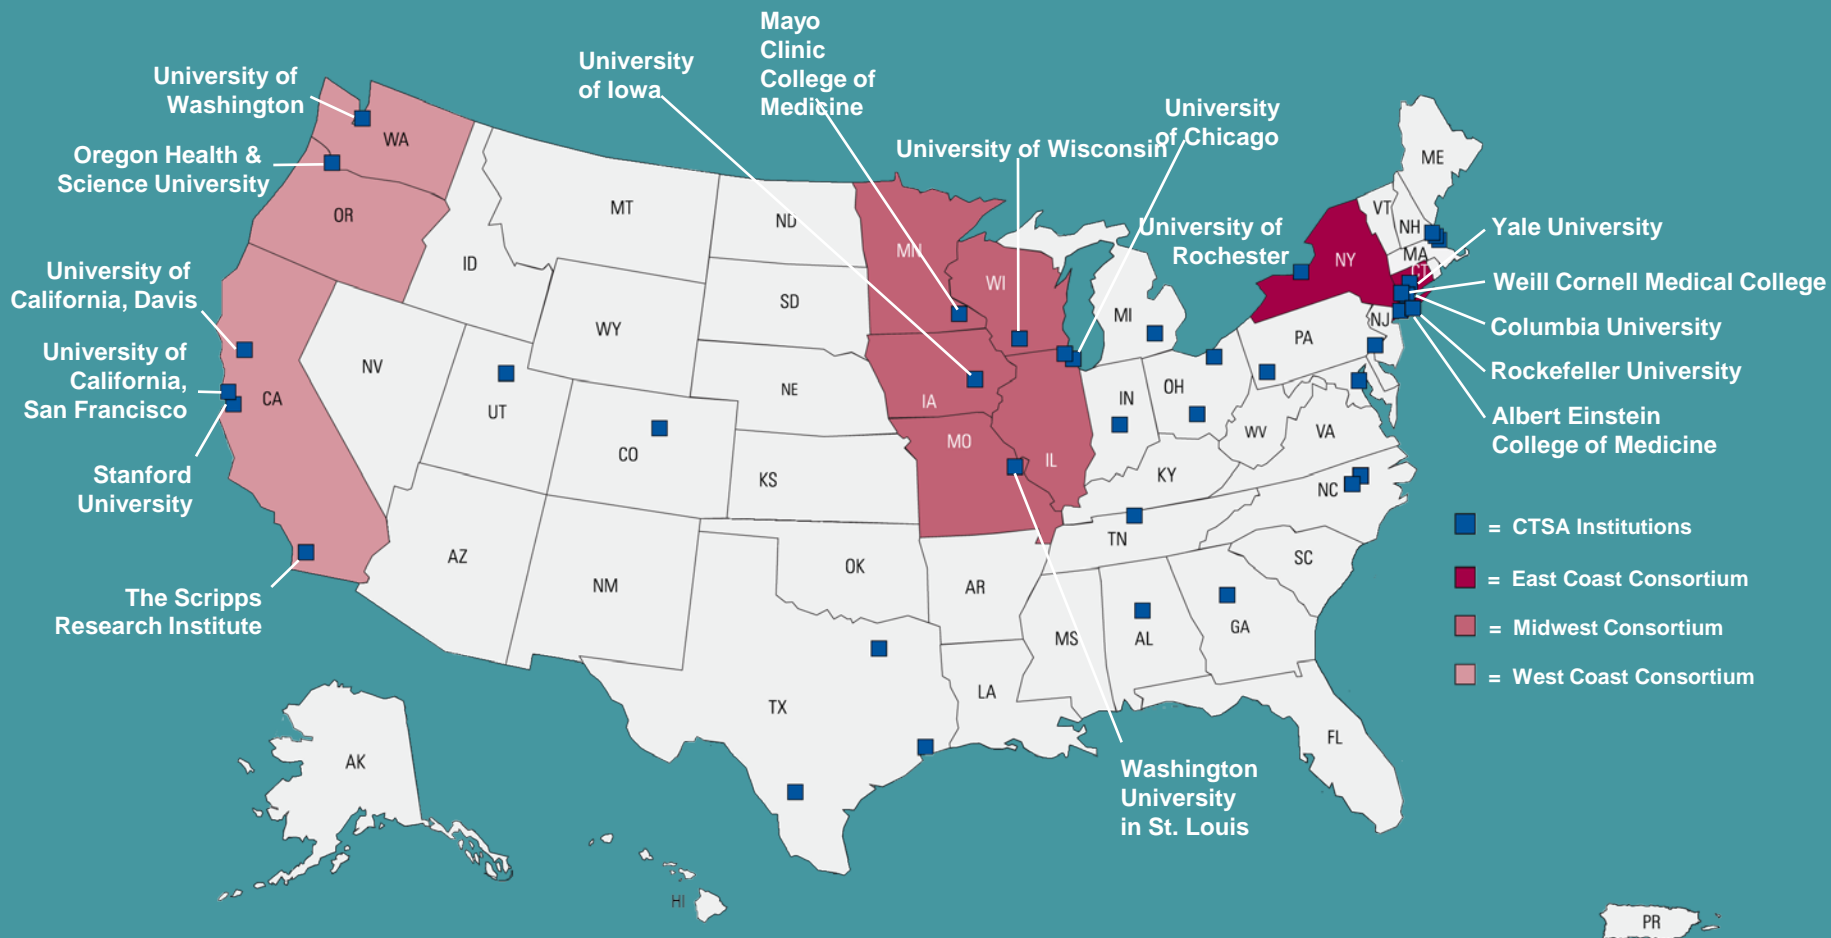 Mayo
Clinic
College of
Medicine
University
of Iowa
University of
Washington
University
of Chicago
University of Wisconsin
Oregon Health &
Science University
University of
Rochester
Yale University
University of
California, Davis
Weill Cornell Medical College
Columbia University
University of
California,
San Francisco
Rockefeller University
Albert Einstein
College of Medicine
Stanford
University
The Scripps
Research Institute
Washington
University
in St. Louis
= CTSA Institutions
= East Coast Consortium
= Midwest Consortium
= West Coast Consortium
WA
OR
CA
ID
NV
MT
WY
UT
CO
AZ
NM
ND
SD
NE
KS
OK
TX
MN
IA
MO
AR
LA
WI
IL
MI
IN
OH
KY
TN
MS
AL
GA
FL
SC
NC
VA
WV
PA
NY
NJ
CT
MA
VT
NH
ME
AK
HI
PR